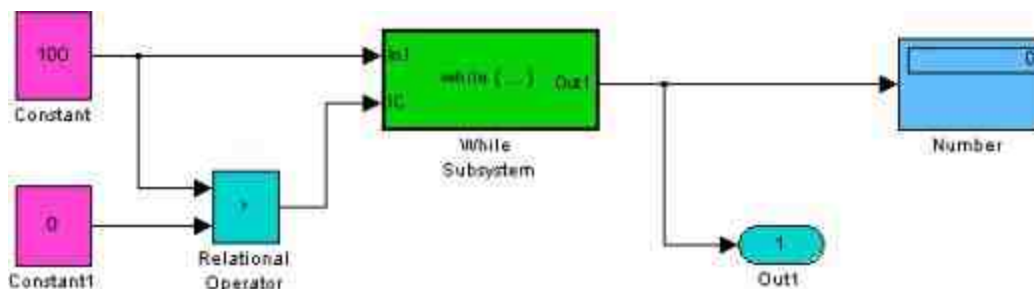 100
Constant
In1
while { ... }
Out1
IC
While
Subsystem
0
Number
0
Constant1
>
Relational
Operator
1
Out1